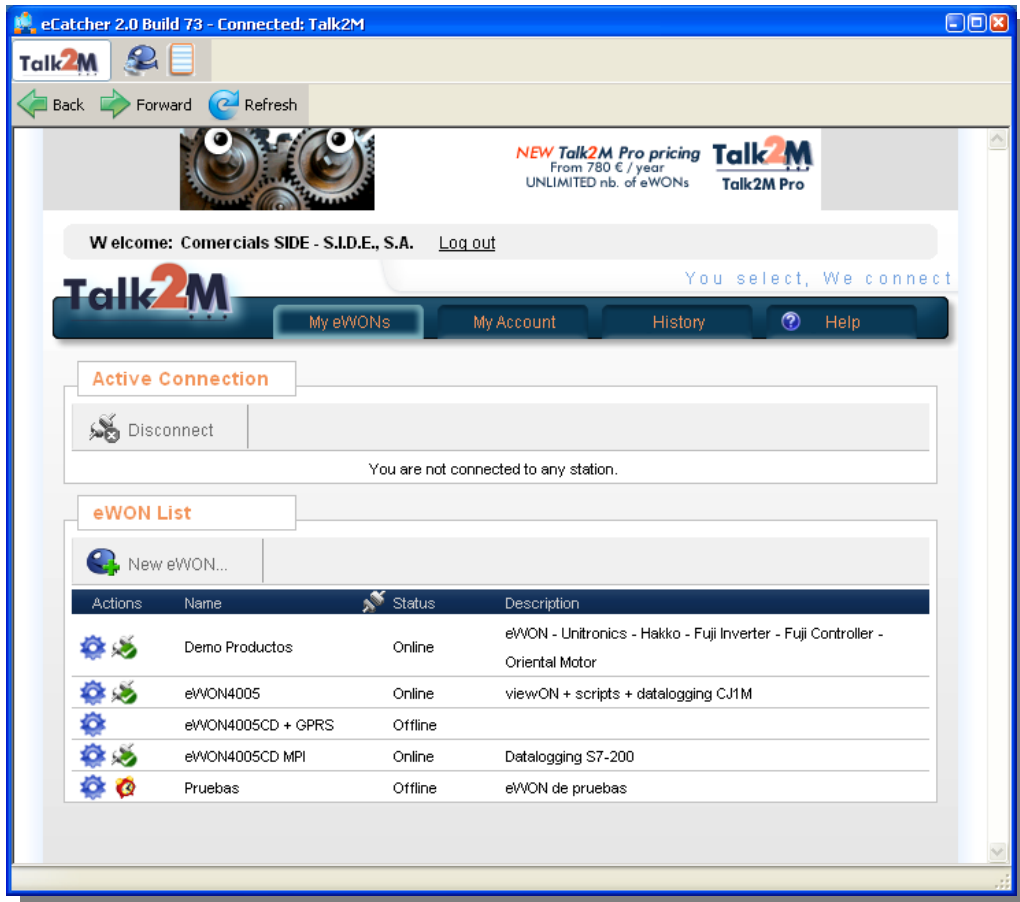 eCatcher 2.0 Build 73 - Connected: Talk2M
Talk2M
Back Forward Refresh
NEW Talk2M Pro pricing
From 780 € / year
UNLIMITED nb. of eWONs
Talk2M
Talk2M Pro
Welcome: Comercials SIDE - S.I.D.E., S.A. Log out
You select, We connect
Talk2M
My eWONs My Account History ? Help
Active Connection
Disconnect
You are not connected to any station.
eWON List
New eWON...
Actions Name Status Description
Demo Productos Online eWON - Unitronics - Hakko - Fuji Inverter - Fuji Controller -
Oriental Motor
eWON4005 Online viewON + scripts + datalogging CJ1M
eWON4005CD + GPRS Offline
eWON4005CD MPI Online Datalogging S7-200
Pruebas Offline eWON de pruebas